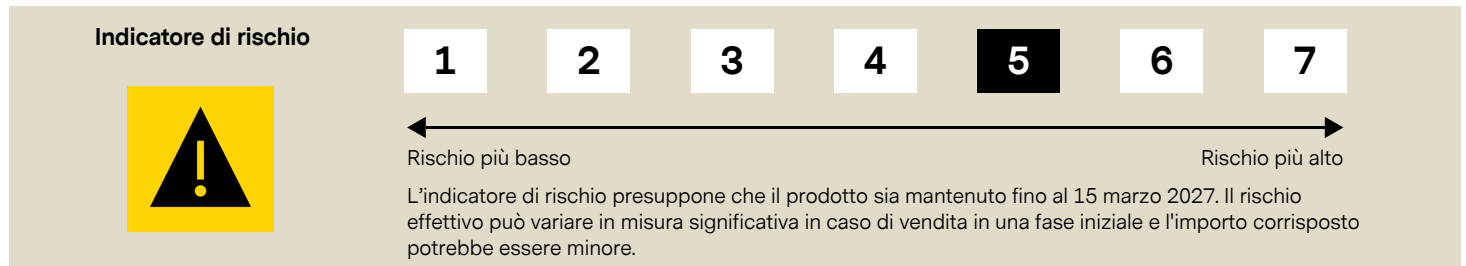 Indicatore di rischio
1 2 3 4 5 6 7
!
Rischio più basso Rischio più alto
L’indicatore di rischio presuppone che il prodotto sia mantenuto fino al 15 marzo 2027. Il rischio
effettivo può variare in misura significativa in caso di vendita in una fase iniziale e l'importo corrisposto
potrebbe essere minore.